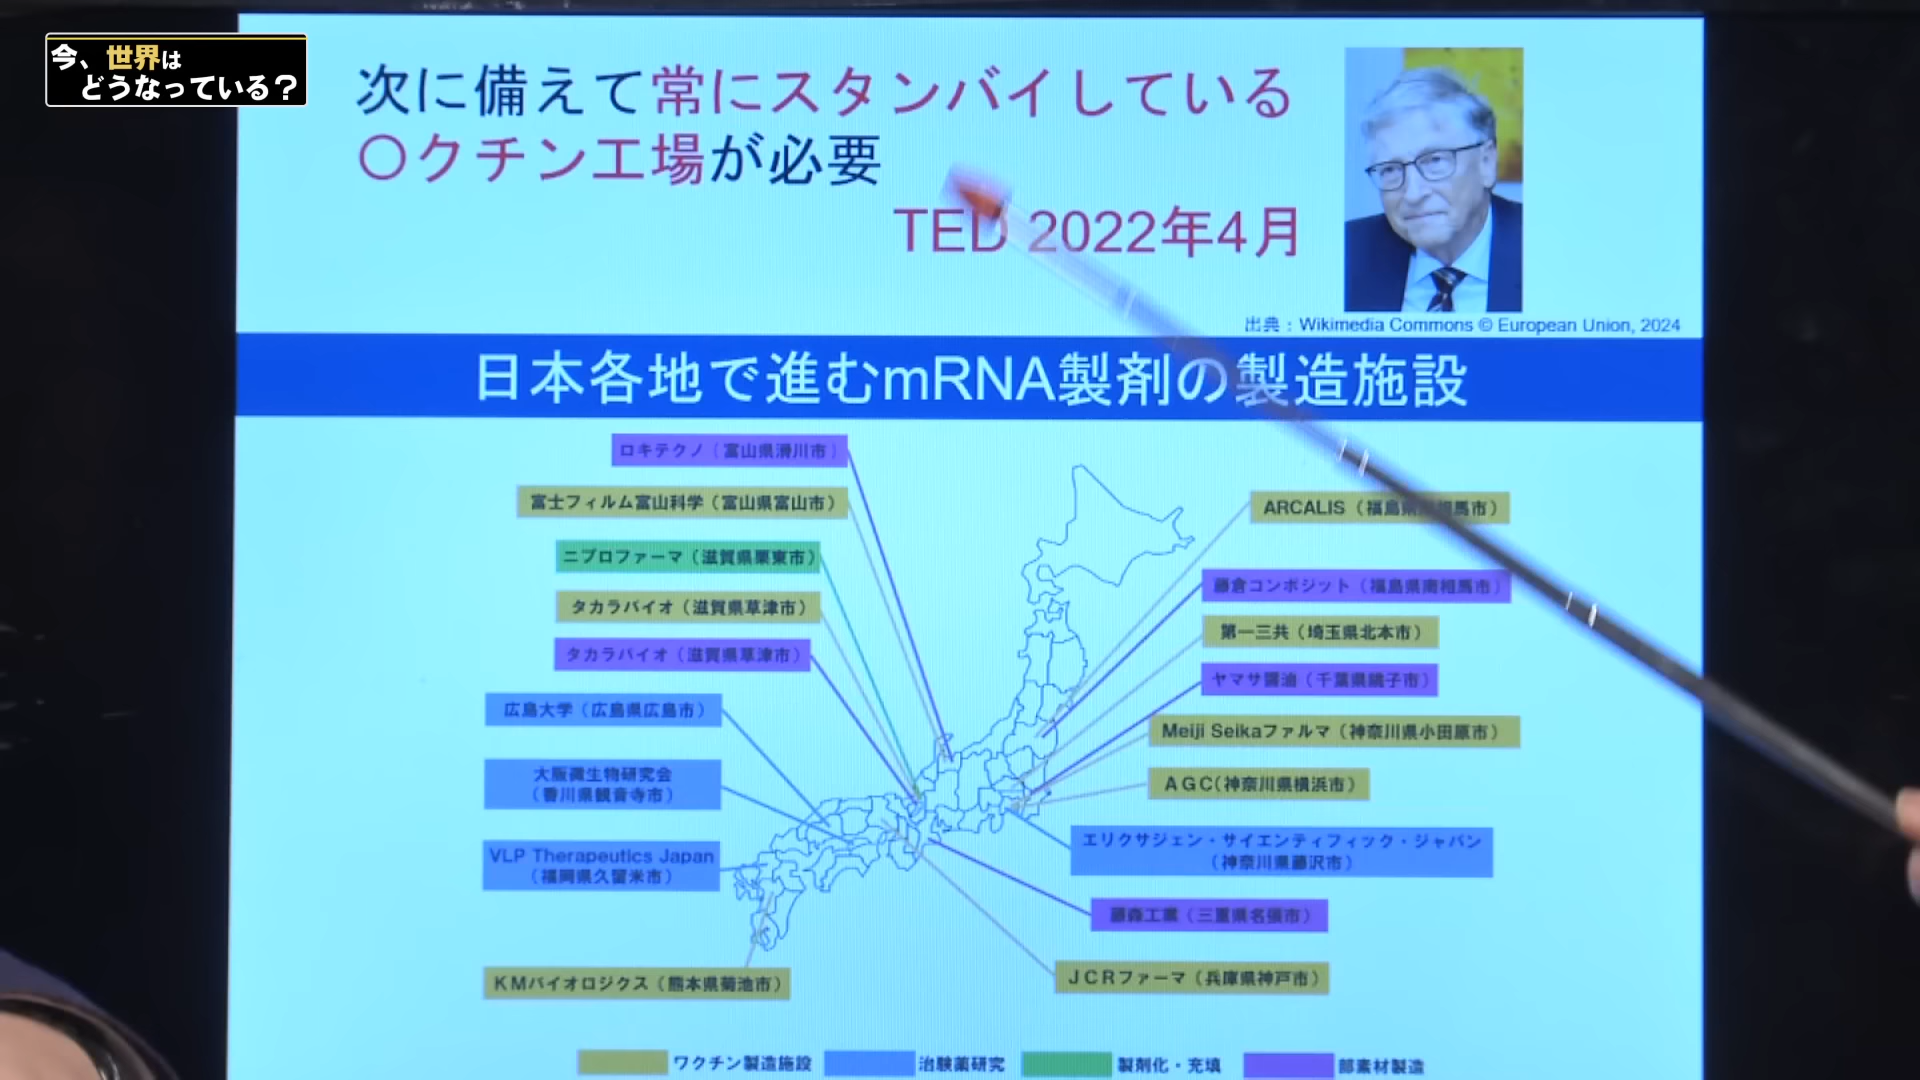 今、世界は
どうなっている?
次に備えて常にスタンバイしている
〇クチン工場が必要
TED 2022年4月
出典:Wikimedia Commons © European Union, 2024
日本各地で進むmRNA製剤の製造施設
ロキテクノ(富山県滑川市)
富士フィルム富山科学(富山県富山市)
ニプロファーマ(滋賀県栗東市)
タカラバイオ(滋賀県草津市)
タカラバイオ(滋賀県草津市)
広島大学(広島県広島市)
大阪微生物研究会
(香川県観音寺市)
VLP Therapeutics Japan
(福岡県久留米市)
KMバイオロジクス(熊本県菊池市)
ARCALIS(福島県南相馬市)
藤倉コンポジット(福島県南相馬市)
第一三共(埼玉県北本市)
ヤマサ醤油(千葉県銚子市)
Meiji Seikaファルマ(神奈川県小田原市)
AGC(神奈川県横浜市)
エリクサジェン・サイエンティフィック・ジャパン
(神奈川県藤沢市)
藤森工業(三重県名張市)
JCRファーマ(兵庫県神戸市)
ワクチン製造施設 治験薬研究 製剤化・充填 部素材製造